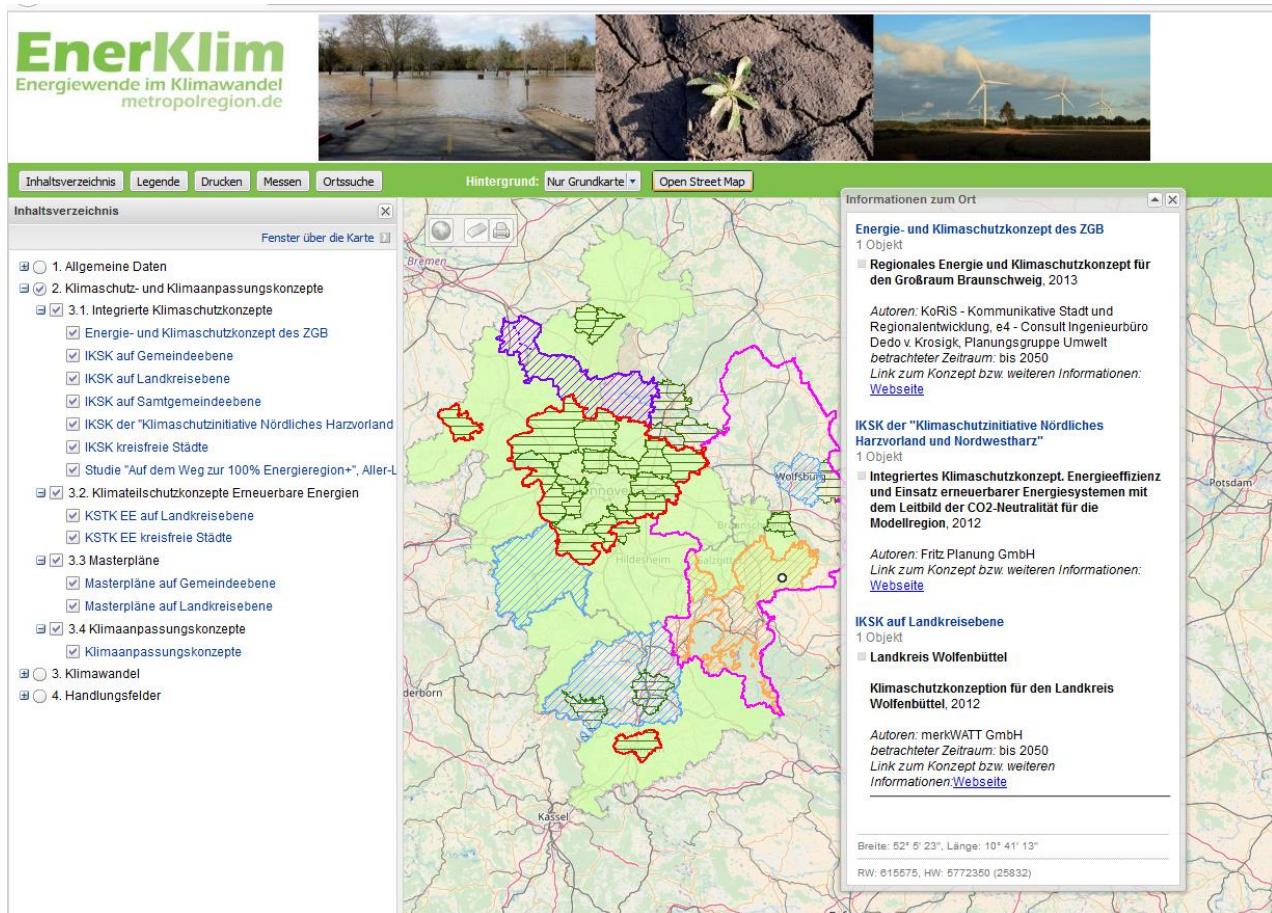 EnerKlim
Energiewende im Klimawandel
metropolregion.de
Inhaltsverzeichnis
Legende
Drucken
Messen
Ortssuche
Hintergrund:
Nur Grundkarte
Open Street Map
Inhaltsverzeichnis
Fenster über die Karte
1. Allgemeine Daten
2. Klimaschutz- und Klimaanpassungskonzepte
3.1. Integrierte Klimaschutzkonzepte
Energie- und Klimaschutzkonzept des ZGB
IKSK auf Gemeindeebene
IKSK auf Landkreisebene
IKSK auf Samtgemeindeebene
IKSK der "Klimaschutzinitiative Nördliches Harzvorland
IKSK kreisfreie Städte
Studie "Auf dem Weg zur 100% Energieregion+", Aller-L
3.2. Klimateilschutzkonzepte Erneuerbare Energien
KSTK EE auf Landkreisebene
KSTK EE kreisfreie Städte
3.3 Masterpläne
Masterpläne auf Gemeindeebene
Masterpläne auf Landkreisebene
3.4 Klimaanpassungskonzepte
Klimaanpassungskonzepte
3. Klimawandel
4. Handlungsfelder
Bremen
Wolfsburg
Hildesheim
Salzgitter
derborn
Kassel
Potsdam
Informationen zum Ort
Energie- und Klimaschutzkonzept des ZGB
1 Objekt
Regionales Energie und Klimaschutzkonzept für
den Großraum Braunschweig, 2013
Autoren: KoRiS - Kommunikative Stadt und
Regionalentwicklung, e4 - Consult Ingenieurbüro
Dedo v. Krosigk, Planungsgruppe Umwelt
betrachteter Zeitraum: bis 2050
Link zum Konzept bzw. weiteren Informationen:
Webseite
IKSK der "Klimaschutzinitiative Nördliches
Harzvorland und Nordwestharz"
1 Objekt
Integriertes Klimaschutzkonzept. Energieeffizienz
und Einsatz erneuerbarer Energiesystemen mit
dem Leitbild der CO2-Neutralität für die
Modellregion, 2012
Autoren: Fritz Planung GmbH
Link zum Konzept bzw. weiteren Informationen:
Webseite
IKSK auf Landkreisebene
1 Objekt
Landkreis Wolfenbüttel
Klimaschutzkonzeption für den Landkreis
Wolfenbüttel, 2012
Autoren: merkWATT GmbH
betrachteter Zeitraum: bis 2050
Link zum Konzept bzw. weiteren
Informationen:Webseite
Breite: 52° 5' 23", Länge: 10° 41' 13"
RW: 615575, HW: 5772350 (25832)